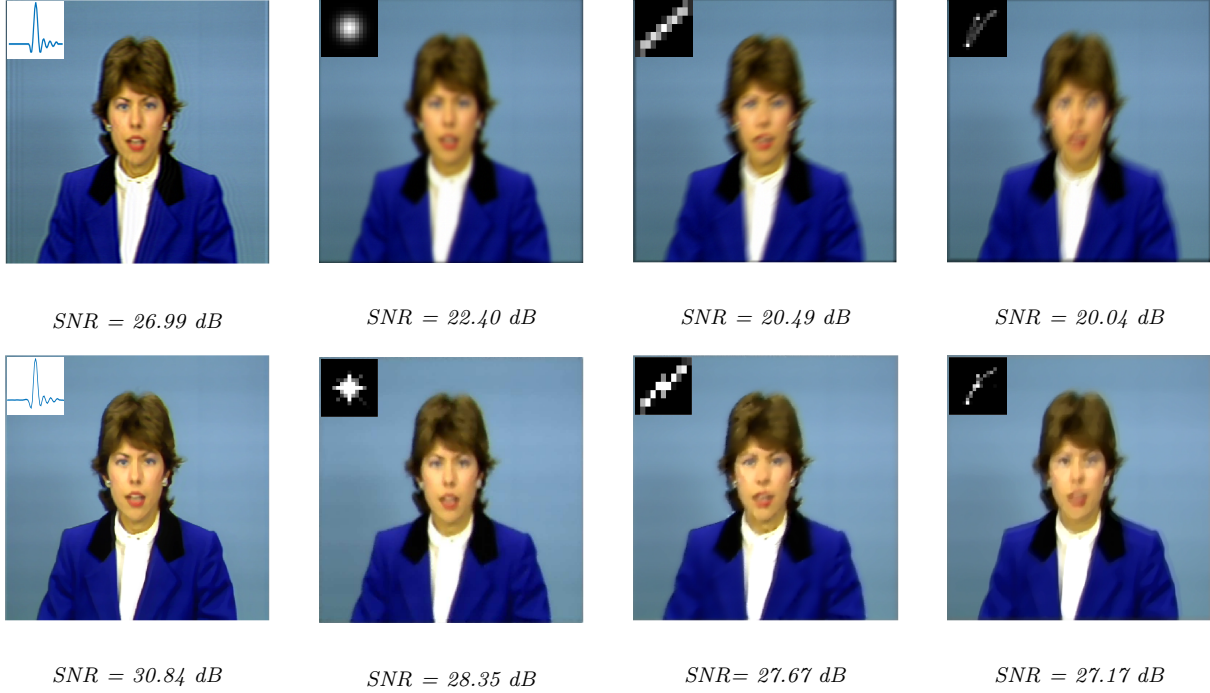 SNR = 26.99 dB
SNR = 22.40 dB
SNR = 20.49 dB
SNR = 20.04 dB
SNR = 30.84 dB
SNR = 28.35 dB
SNR= 27.67 dB
SNR = 27.17 dB